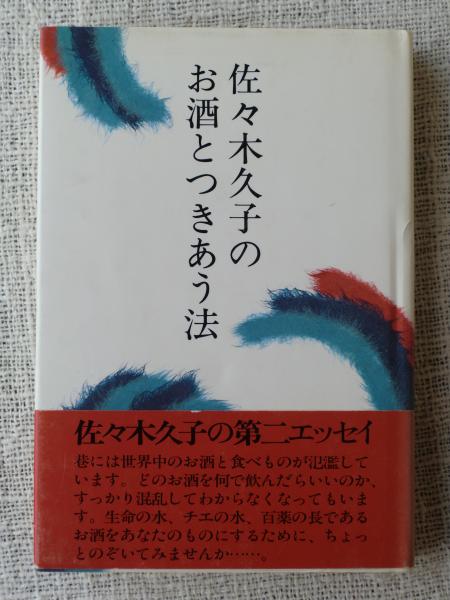 佐々木久子の
お酒とつきあう法
佐々木久子の第二エッセイ
巷には世界中のお酒と食べものが氾濫して
います。どのお酒を何で飲んだらいいのか、
すっかり混乱してわからなくなってもいま
す。生命の水、チエの水、百薬の長である
お酒をあなたのものにするために、ちょっ
とのぞいてみませんか……。